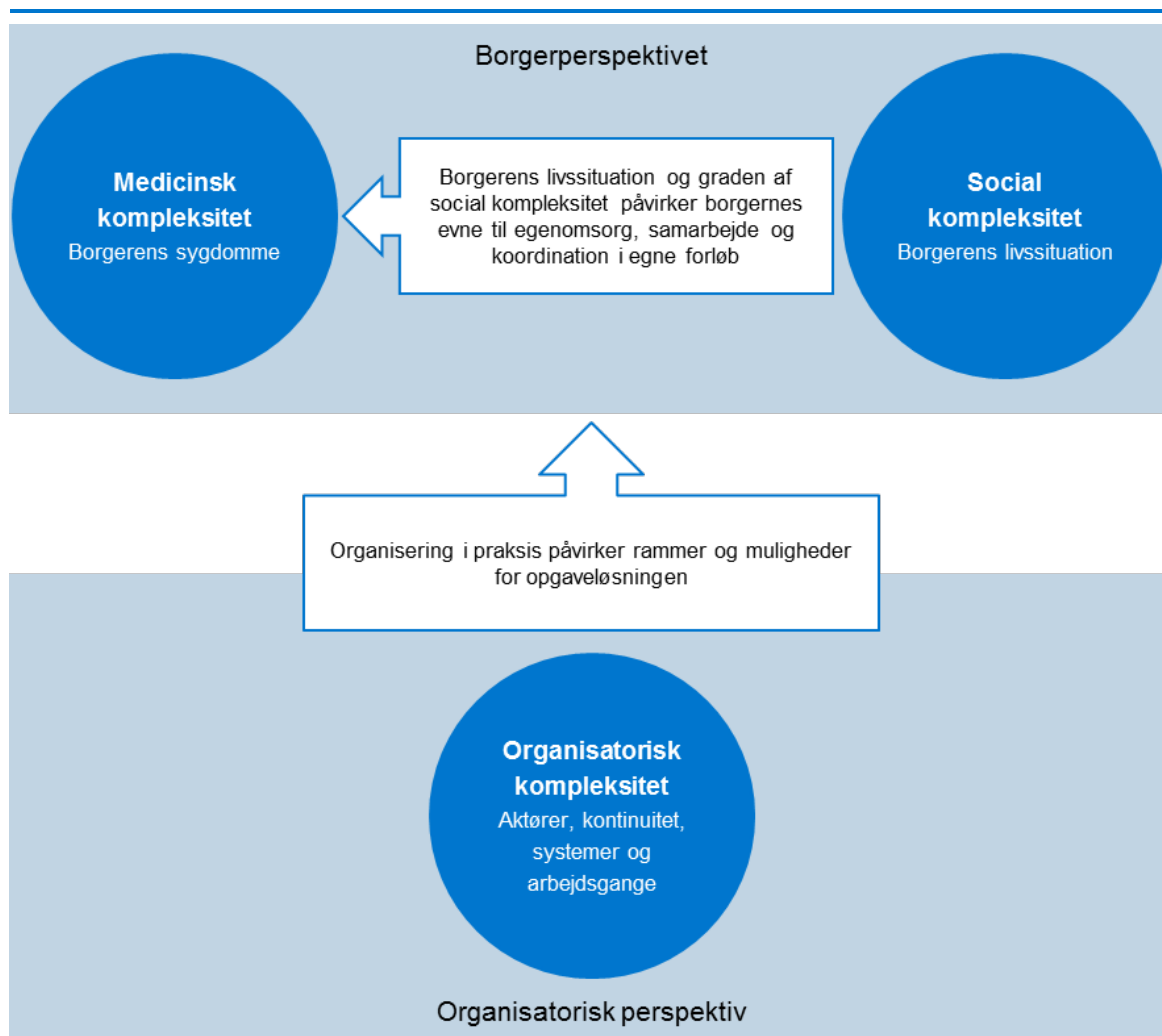 Borgerperspektivet
Medicinsk
kompleksitet
Borgerens sygdomme
Borgerens livssituation og graden af
social kompleksitet påvirker borgernes
evne til egenomsorg, samarbejde og
koordination i egne forløb
Social
kompleksitet
Borgerens livssituation
Organisering i praksis påvirker rammer og muligheder
for opgaveløsningen
Organisatorisk
kompleksitet
Aktører, kontinuitet,
systemer og
arbejdsgange
Organisatorisk perspektiv